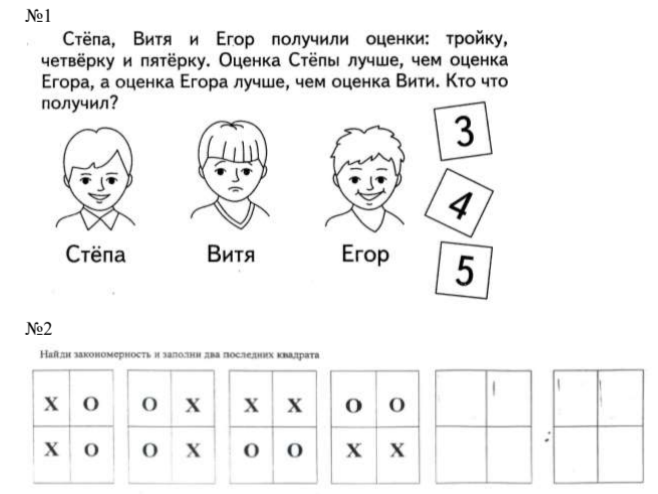 №1
Стёпа, Витя и Егор получили оценки: тройку,
четвёрку и пятёрку. Оценка Стёпы лучше, чем оценка
Егора, а оценка Егора лучше, чем оценка Вити. Кто что
получил?
3
4
5
Стёпа Витя Егор
№2
Найди закономерность и заполни два последних квадрата
X O O X X X O O
X O O X O O X X